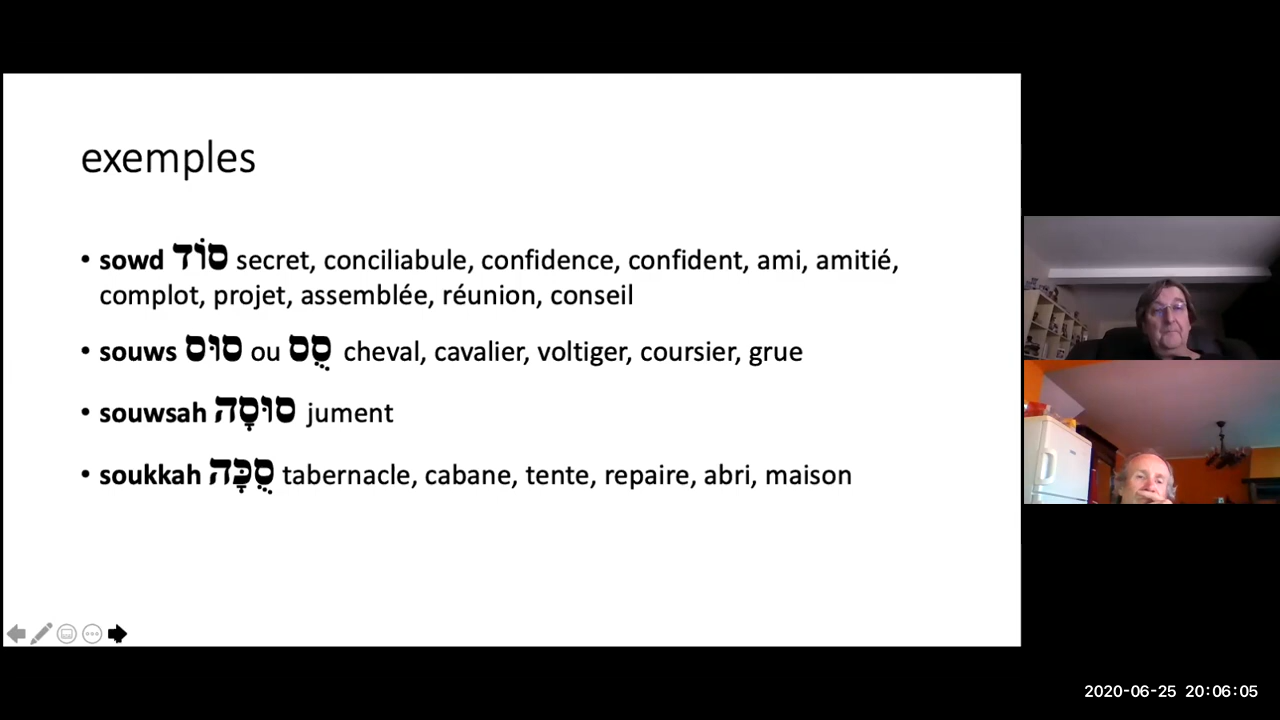 exemples
• sowd סוֹד secret, conciliabule, confidence, confident, ami, amitié,
complot, projet, assemblée, réunion, conseil
• souws סוּס ou סֻס cheval, cavalier, voltiger, coursier, grue
• souwsah סוּסָה jument
• soukkah סֻכָּה tabernacle, cabane, tente, repaire, abri, maison
2020-06-25 20:06:05